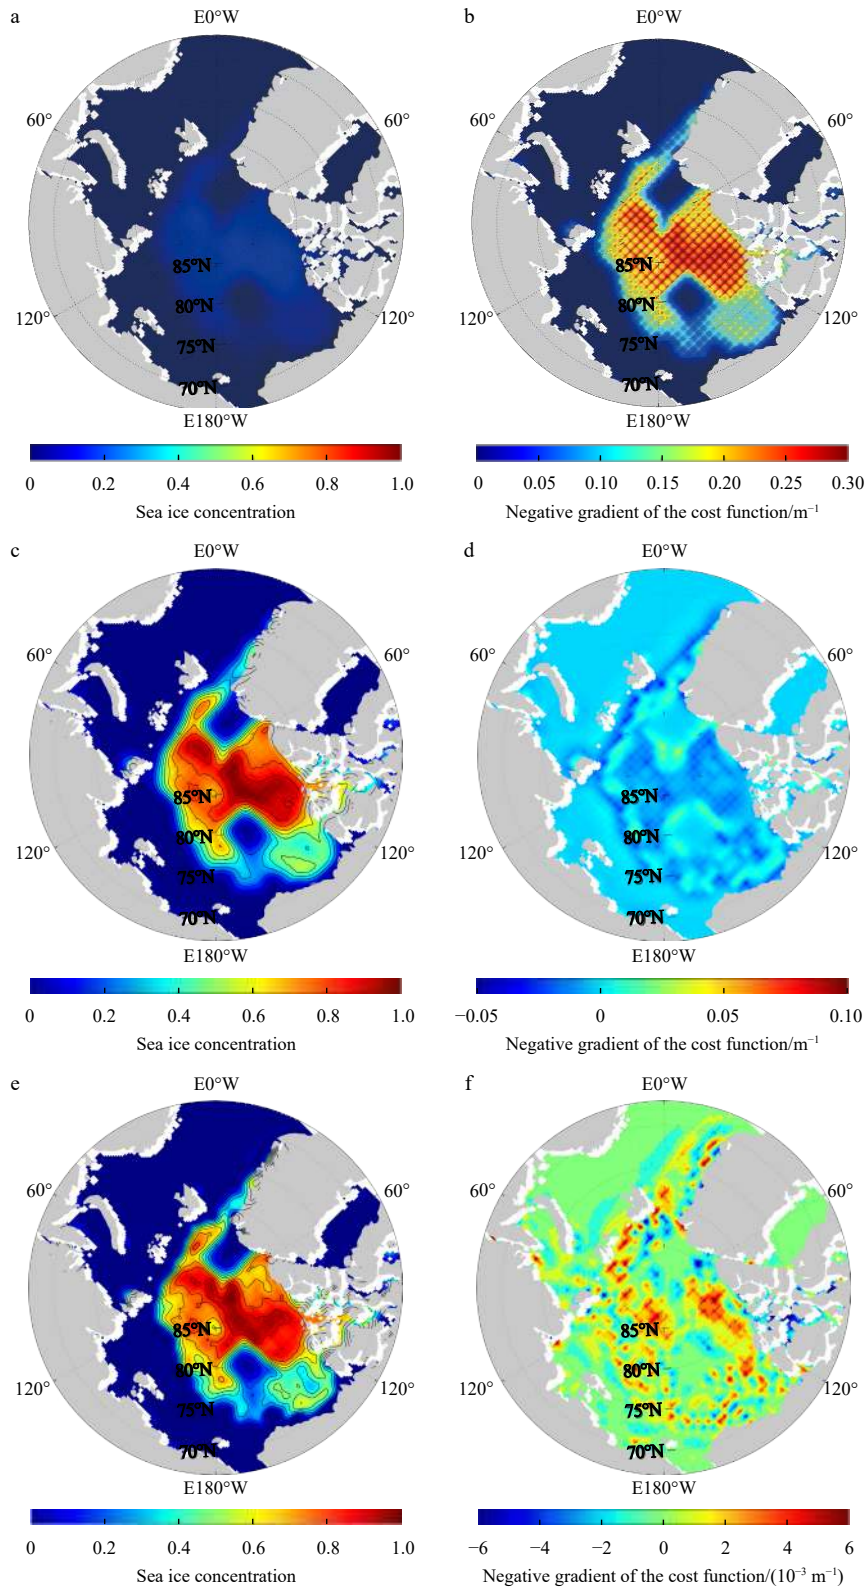 a
E0°W
b
E0°W
60°
60°
60°
60°
85°N
80°N
75°N
70°N
85°N
80°N
75°N
70°N
120°
120°
120°
120°
E180°W
E180°W
0 0.2 0.4 0.6 0.8 1.0
Sea ice concentration
0 0.05 0.10 0.15 0.20 0.25 0.30
Negative gradient of the cost function/m⁻¹
c
E0°W
d
E0°W
60°
60°
60°
60°
85°N
80°N
75°N
70°N
85°N
80°N
75°N
70°N
120°
120°
120°
120°
E180°W
E180°W
0 0.2 0.4 0.6 0.8 1.0
Sea ice concentration
−0.05 0 0.05 0.10
Negative gradient of the cost function/m⁻¹
e
E0°W
f
E0°W
60°
60°
60°
60°
85°N
80°N
75°N
70°N
85°N
80°N
75°N
70°N
120°
120°
120°
120°
E180°W
E180°W
0 0.2 0.4 0.6 0.8 1.0
Sea ice concentration
−6 −4 −2 0 2 4 6
Negative gradient of the cost function/(10⁻³ m⁻¹)